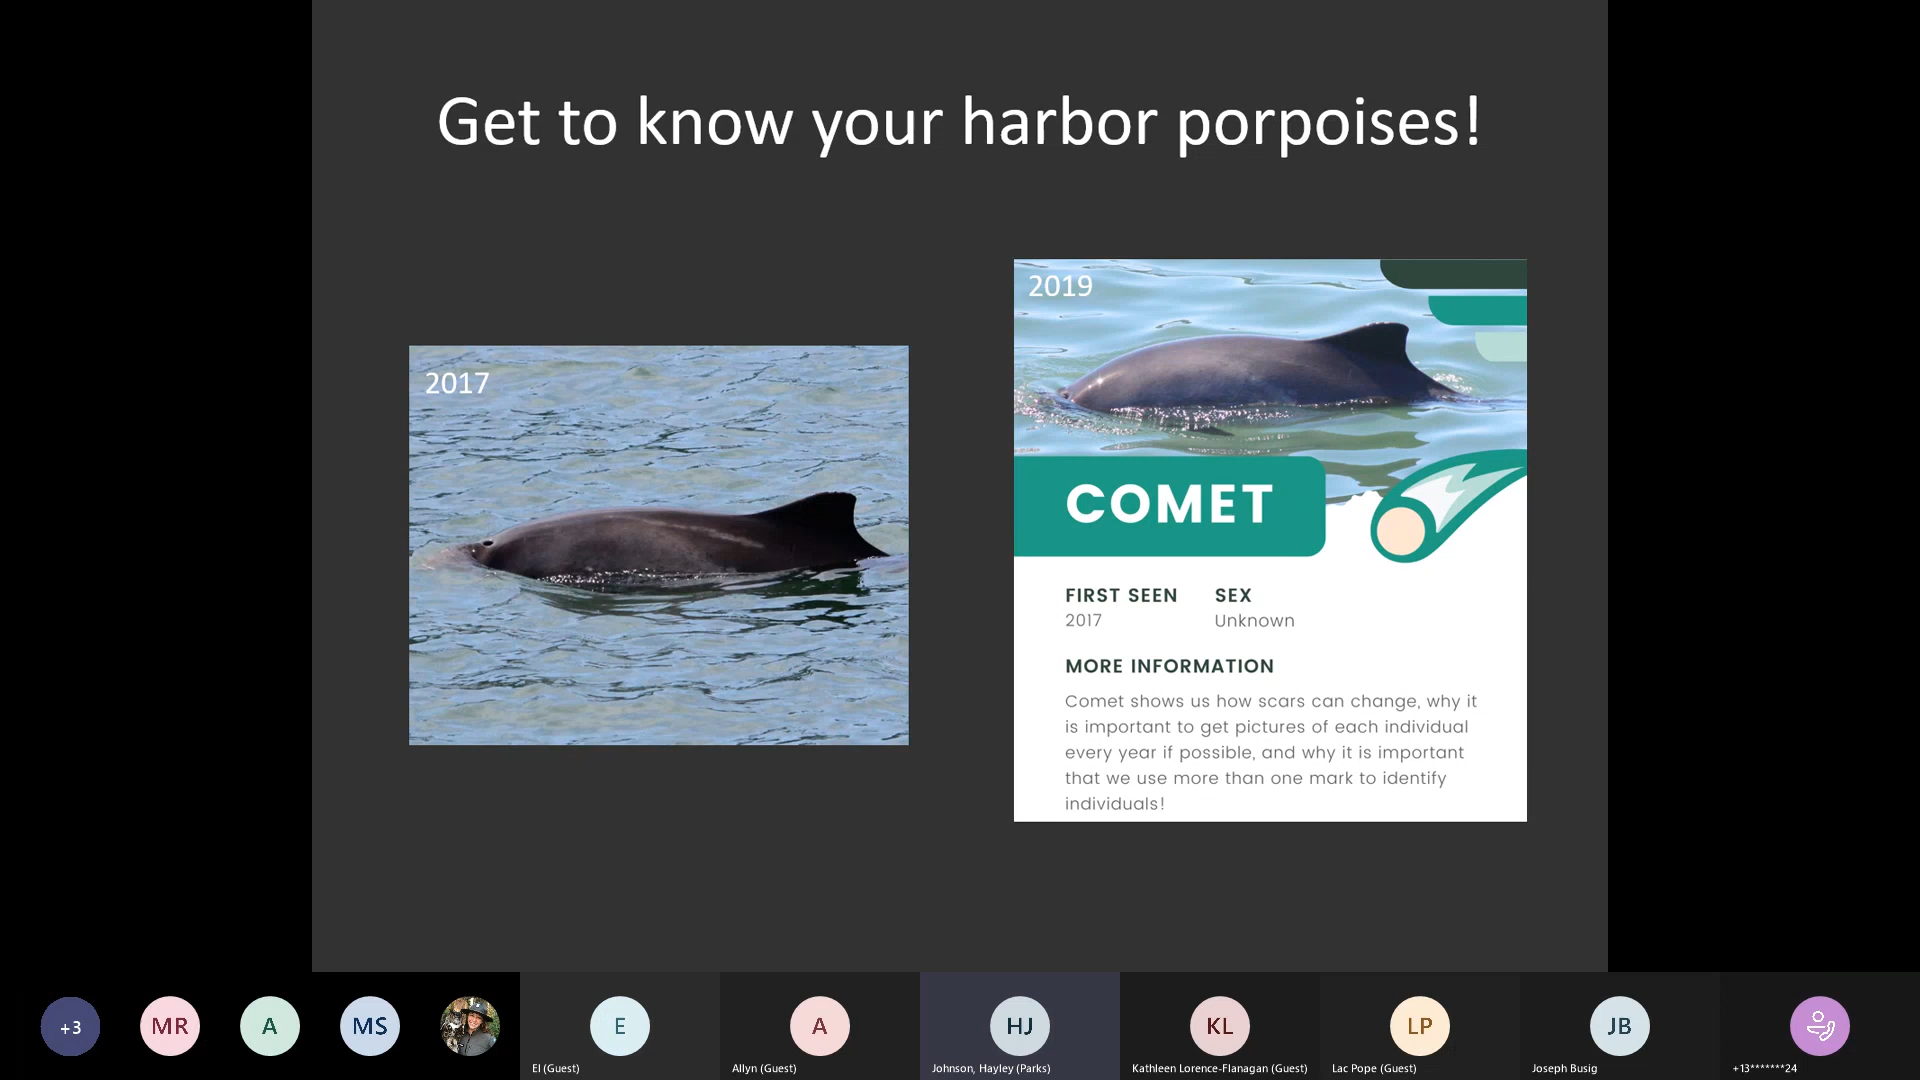 Get to know your harbor porpoises!
2017
2019
COMET
FIRST SEEN SEX
2017 Unknown
MORE INFORMATION
Comet shows us how scars can change, why it
is important to get pictures of each individual
every year if possible, and why it is important
that we use more than one mark to identify
individuals!
+3
MR
A
MS
E
A
HJ
KL
LP
JB
El (Guest)
Allyn (Guest)
Johnson, Hayley (Parks)
Kathleen Lorence-Flanagan (Guest)
Lac Pope (Guest)
Joseph Busig
+13*******24